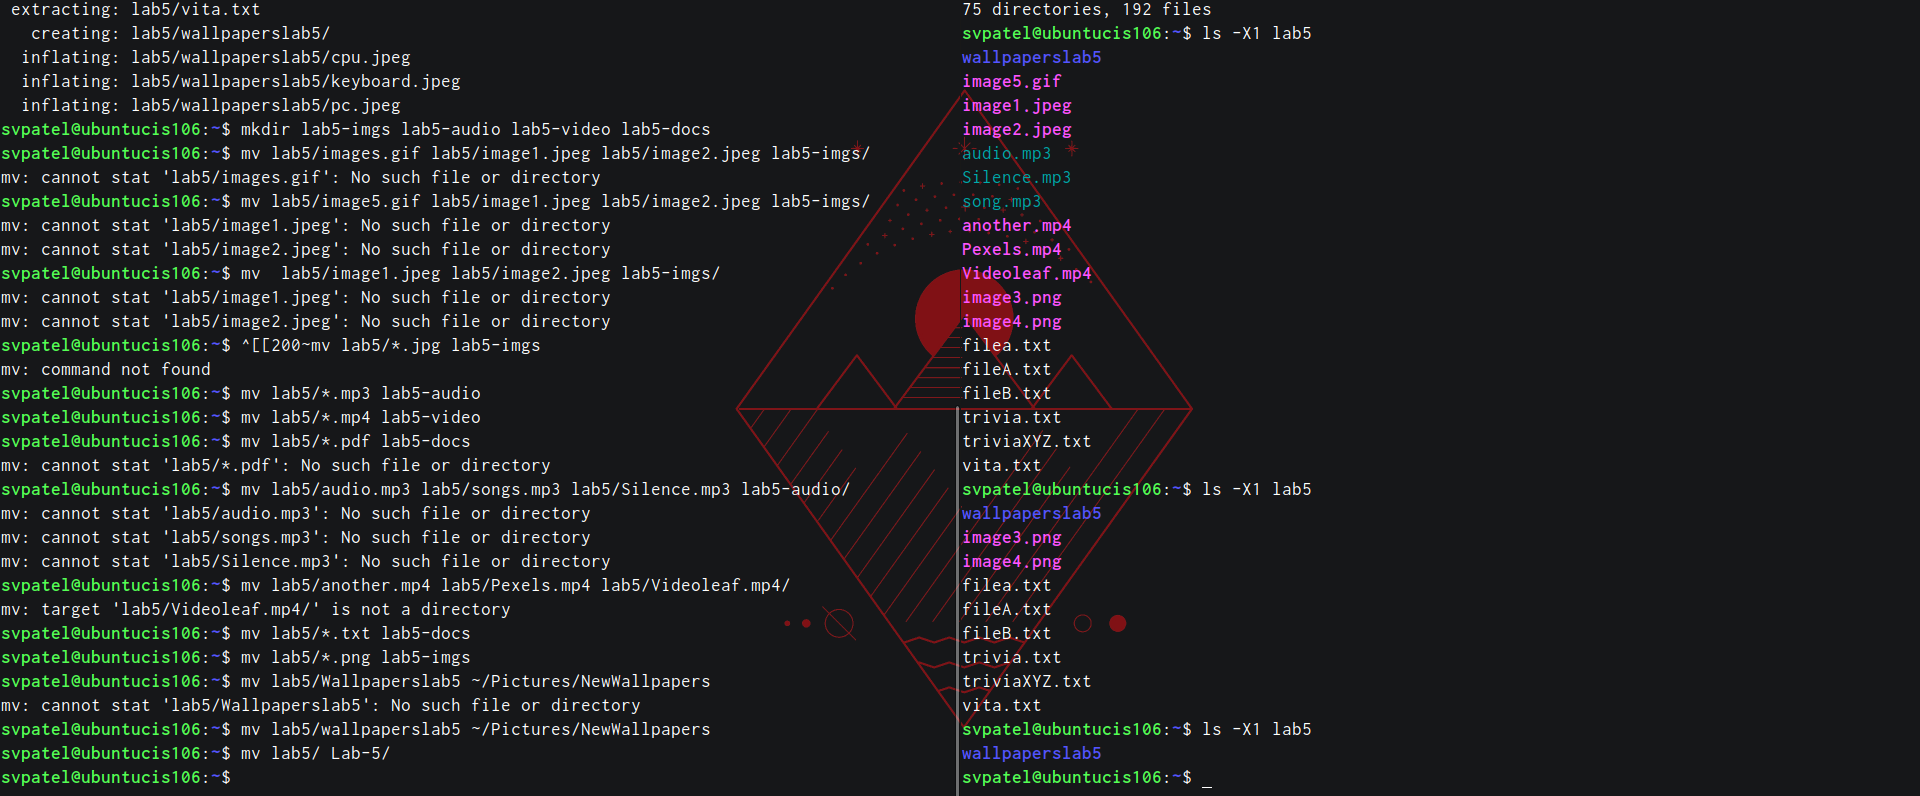 extracting: lab5/vita.txt
creating: lab5/wallpaperslab5/
inflating: lab5/wallpaperslab5/cpu.jpeg
inflating: lab5/wallpaperslab5/keyboard.jpeg
inflating: lab5/wallpaperslab5/pc.jpeg
svpatel@ubuntucis106:~$ mkdir lab5-imgs lab5-audio lab5-video lab5-docs
svpatel@ubuntucis106:~$ mv lab5/images.gif lab5/image1.jpeg lab5/image2.jpeg lab5-imgs/
mv: cannot stat 'lab5/images.gif': No such file or directory
svpatel@ubuntucis106:~$ mv lab5/image5.gif lab5/image1.jpeg lab5/image2.jpeg lab5-imgs/
mv: cannot stat 'lab5/image1.jpeg': No such file or directory
mv: cannot stat 'lab5/image2.jpeg': No such file or directory
svpatel@ubuntucis106:~$ mv  lab5/image1.jpeg lab5/image2.jpeg lab5-imgs/
mv: cannot stat 'lab5/image1.jpeg': No such file or directory
mv: cannot stat 'lab5/image2.jpeg': No such file or directory
svpatel@ubuntucis106:~$ ^[[200~mv lab5/*.jpg lab5-imgs
mv: command not found
svpatel@ubuntucis106:~$ mv lab5/*.mp3 lab5-audio
svpatel@ubuntucis106:~$ mv lab5/*.mp4 lab5-video
svpatel@ubuntucis106:~$ mv lab5/*.pdf lab5-docs
mv: cannot stat 'lab5/*.pdf': No such file or directory
svpatel@ubuntucis106:~$ mv lab5/audio.mp3 lab5/songs.mp3 lab5/Silence.mp3 lab5-audio/
mv: cannot stat 'lab5/audio.mp3': No such file or directory
mv: cannot stat 'lab5/songs.mp3': No such file or directory
mv: cannot stat 'lab5/Silence.mp3': No such file or directory
svpatel@ubuntucis106:~$ mv lab5/another.mp4 lab5/Pexels.mp4 lab5/Videoleaf.mp4/
mv: target 'lab5/Videoleaf.mp4/' is not a directory
svpatel@ubuntucis106:~$ mv lab5/*.txt lab5-docs
svpatel@ubuntucis106:~$ mv lab5/*.png lab5-imgs
svpatel@ubuntucis106:~$ mv lab5/Wallpaperslab5 ~/Pictures/NewWallpapers
mv: cannot stat 'lab5/Wallpaperslab5': No such file or directory
svpatel@ubuntucis106:~$ mv lab5/wallpaperslab5 ~/Pictures/NewWallpapers
svpatel@ubuntucis106:~$ mv lab5/ Lab-5/
svpatel@ubuntucis106:~$
75 directories, 192 files
svpatel@ubuntucis106:~$ ls -X1 lab5
wallpaperslab5
image5.gif
image1.jpeg
image2.jpeg
audio.mp3
Silence.mp3
song.mp3
another.mp4
Pexels.mp4
Videoleaf.mp4
image3.png
image4.png
filea.txt
fileA.txt
fileB.txt
trivia.txt
triviaXYZ.txt
vita.txt
svpatel@ubuntucis106:~$ ls -X1 lab5
wallpaperslab5
image3.png
image4.png
filea.txt
fileA.txt
fileB.txt
trivia.txt
triviaXYZ.txt
vita.txt
svpatel@ubuntucis106:~$ ls -X1 lab5
wallpaperslab5
svpatel@ubuntucis106:~$ _